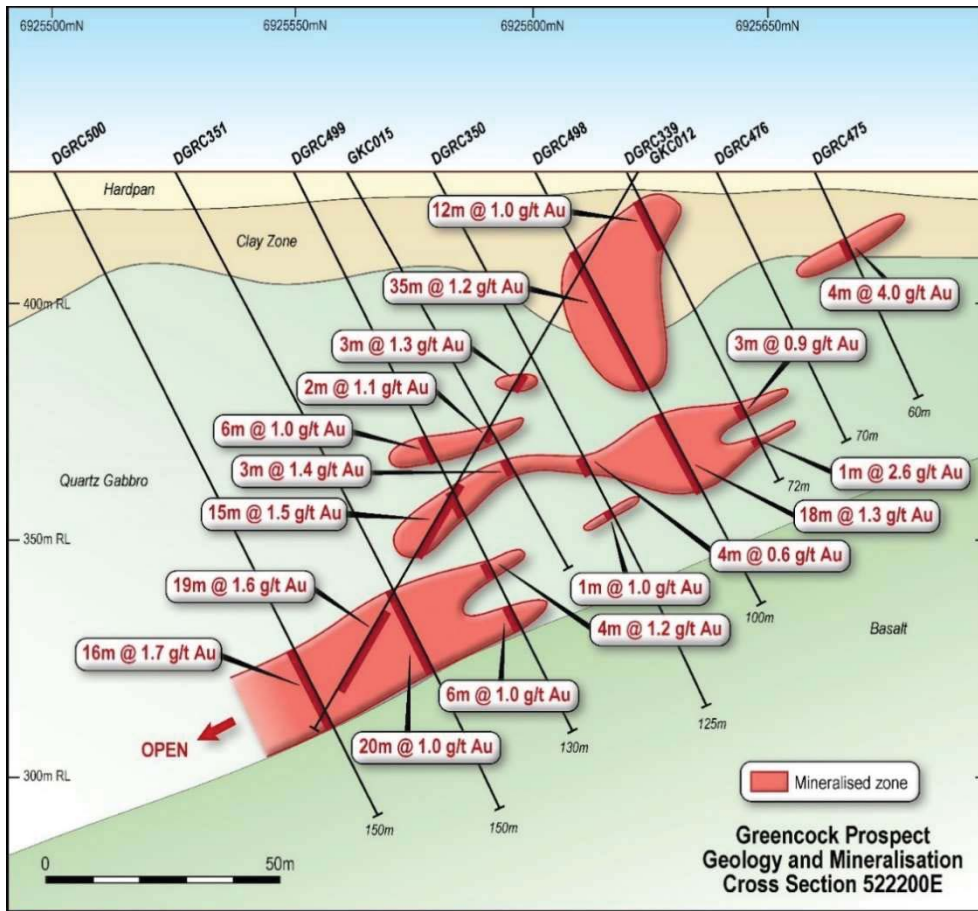 6925500mN
6925550mN
6925600mN
6925650mN
DGRC500
DGRC351
DGRC499
GKC015
DGRC350
DGRC498
DGRC339
GKC012
DGRC476
DGRC475
Hardpan
Clay Zone
12m @ 1.0 g/t Au
35m @ 1.2 g/t Au
4m @ 4.0 g/t Au
400m RL
3m @ 1.3 g/t Au
3m @ 0.9 g/t Au
2m @ 1.1 g/t Au
60m
6m @ 1.0 g/t Au
70m
3m @ 1.4 g/t Au
1m @ 2.6 g/t Au
Quartz Gabbro
72m
15m @ 1.5 g/t Au
18m @ 1.3 g/t Au
350m RL
4m @ 0.6 g/t Au
19m @ 1.6 g/t Au
1m @ 1.0 g/t Au
100m
4m @ 1.2 g/t Au
Basalt
16m @ 1.7 g/t Au
6m @ 1.0 g/t Au
125m
OPEN
20m @ 1.0 g/t Au
130m
300m RL
Mineralised zone
150m
150m
0
50m
Greencock Prospect
Geology and Mineralisation
Cross Section 522200E